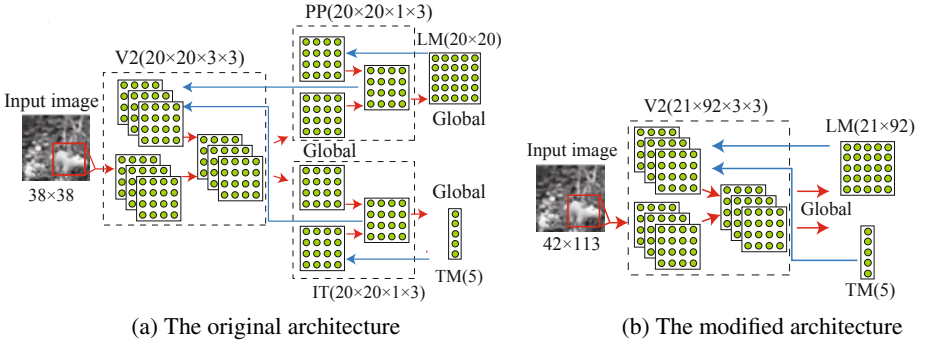 PP(20×20×1×3)
LM(20×20)
V2(20×20×3×3)
Input image
38×38
Global
Global
Global
TM(5)
IT(20×20×1×3)
(a) The original architecture
V2(21×92×3×3)
LM(21×92)
Input image
42×113
Global
TM(5)
(b) The modified architecture